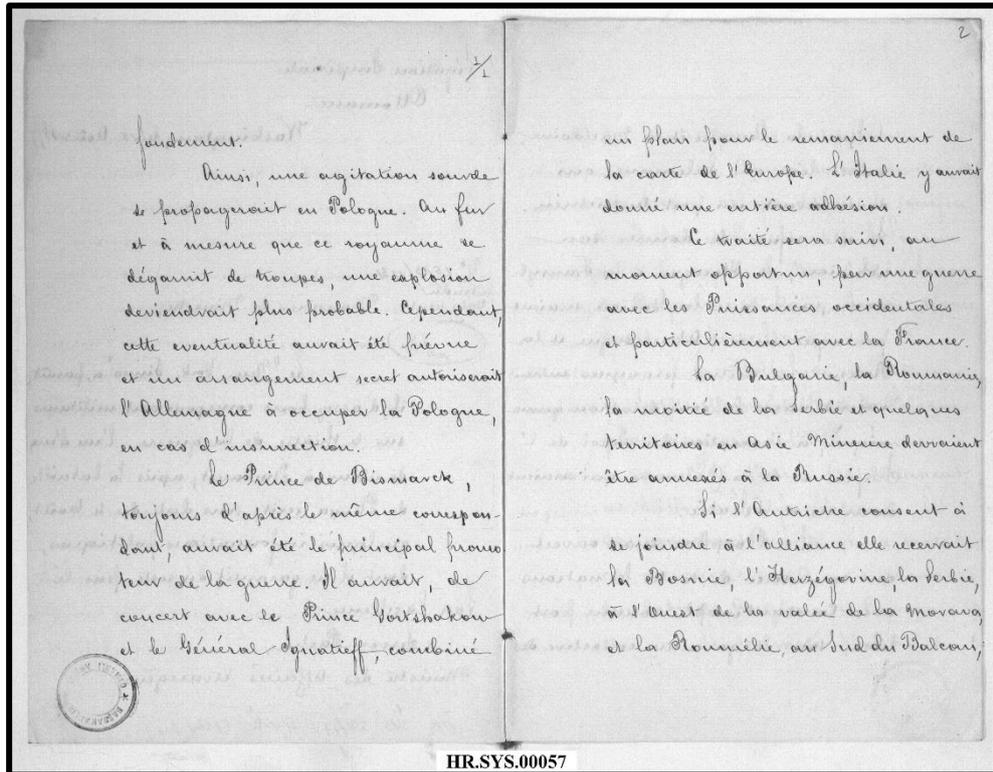 1/1
fondement.
Ainsi, une agitation sourde
se propagerait en Pologne. Au fur
et à mesure que ce royaume se
dégarnit de troupes, une explosion
deviendrait plus probable. Cependant,
cette eventualité aurait été prévue
et un arrangement secret autoriserait
l'Allemagne à occuper la Pologne,
en cas d'insurrection.
Le Prince de Bismarck,
toujours d'après le même correspon-
dant, aurait été le principal promo
teur de la guerre. Il aurait, de
concert avec le Prince Gortshakow
et le Général Ignatieff, combiné
2
un plan pour le remaniement de
la carte de l'Europe. L'Italie y aurait
donné une entière adhésion.
Ce traité sera suivi, au
moment opportun, par une guerre
avec les Puissances occidentales
et particulièrement avec la France.
La Bulgarie, la Roumanie,
la moitié de la Serbie et quelques
territoires en Asie Mineure devraient
être annexés à la Russie.
Si l'Autriche consent à
se joindre à l'alliance elle recevrait
la Bosnie, l'Herzégovine, la Serbie,
à l'Ouest de la valée de la Morava,
et la Roumélie, au Sud du Balcan,
HR.SYS.00057